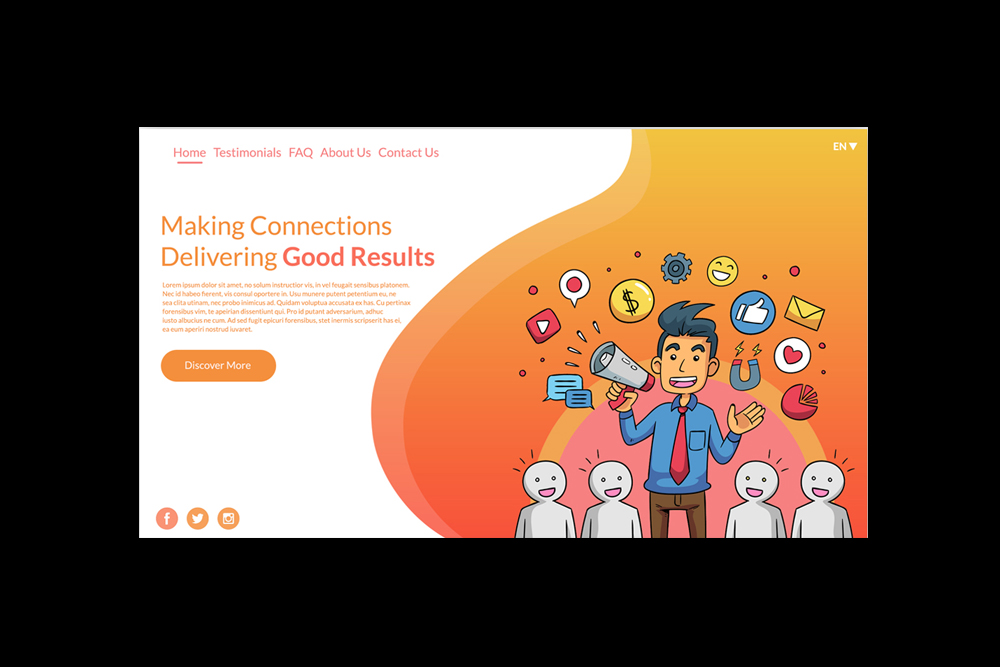 Home Testimonials FAQ About Us Contact Us
EN
Making Connections
Delivering Good Results
Lorem ipsum dolor sit amet, no solum instructior vis, in vel feugait sensibus platonem.
Nec id habeo fierent, vis consul oportere in. Usu munere putent petentium eu, ne
sea clita utinam, nec probo inimicus ad. Quidam voluptua accusata ex has. Cu pertinax
forensibus vim, te apeirian dissentiunt qui. Pro id putant adversarium, adhuc
iusto albucius ne cum. Ad sed fugit epicuri forensibus, stet inermis scripserit has ei,
ea eum aperiri nostrud iuvaret.
Discover More